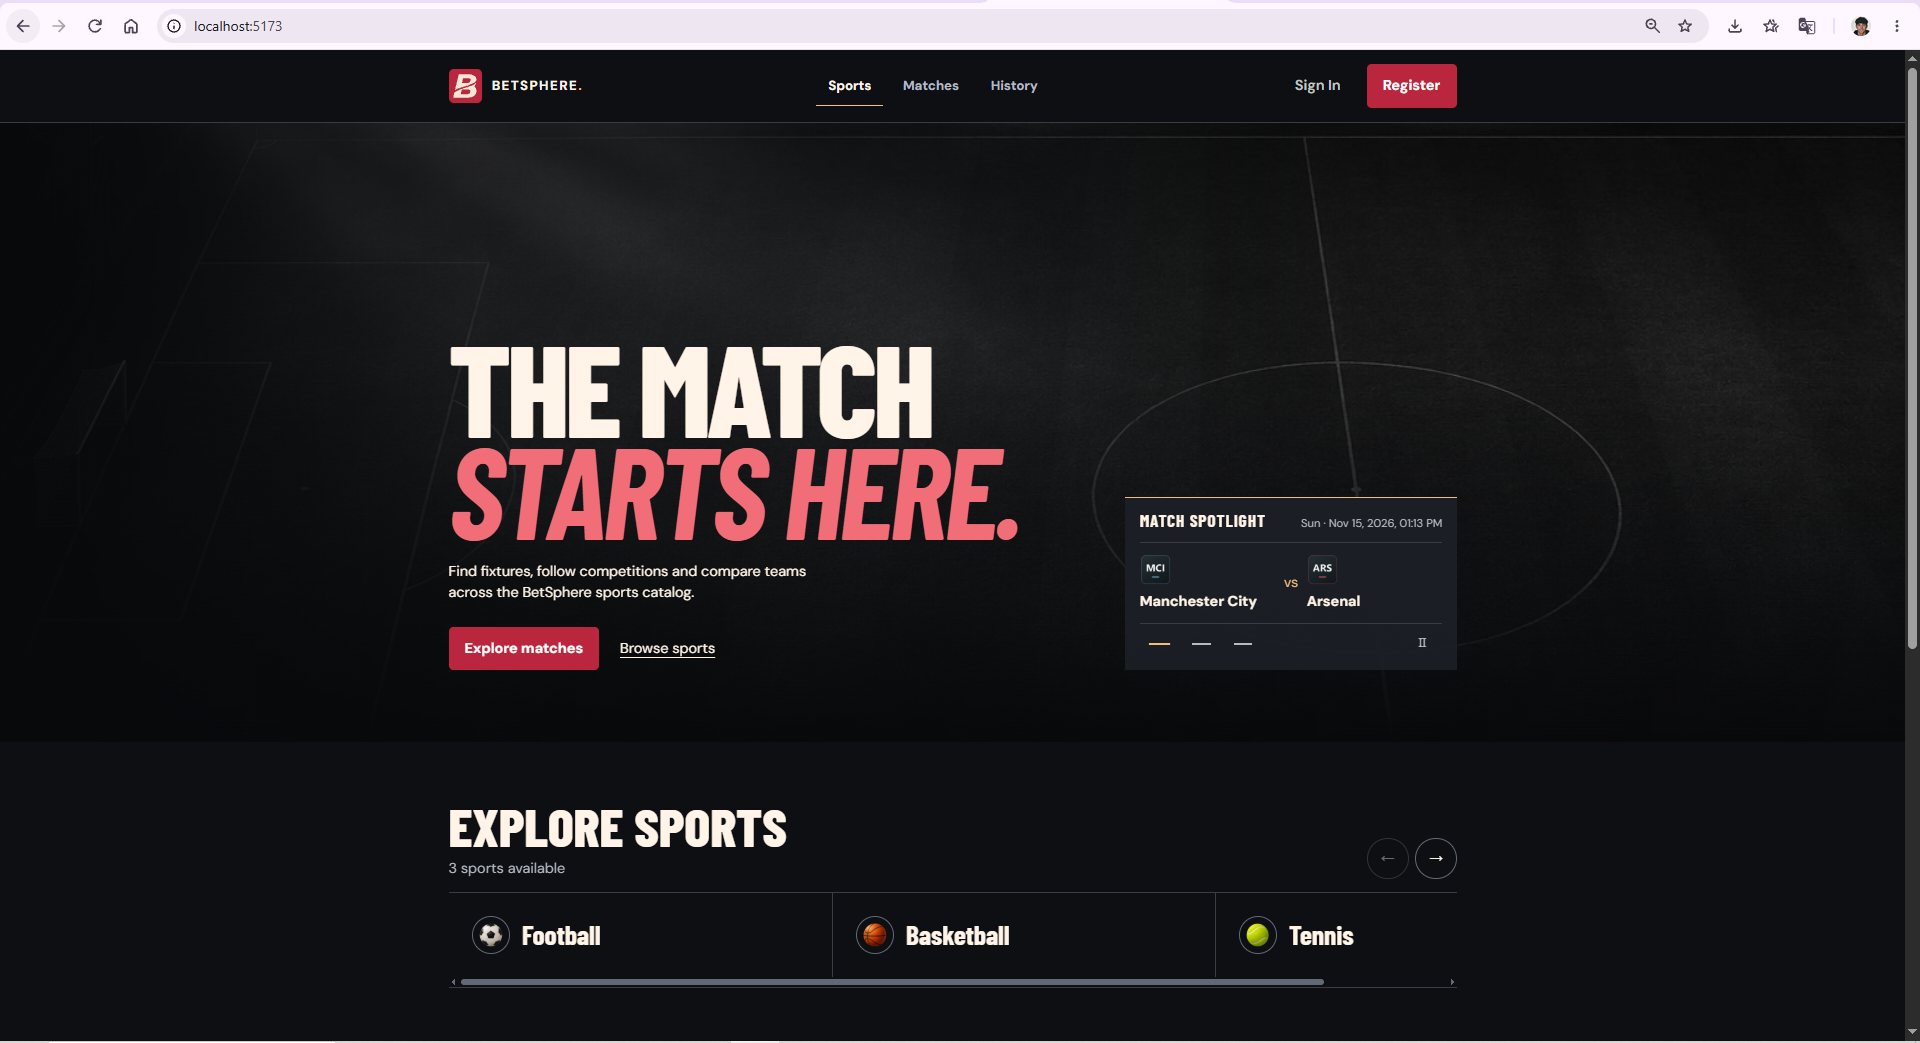 localhost:5173
BETSPHERE.
Sports
Matches
History
Sign In
Register
THE MATCH
STARTS HERE.
Find fixtures, follow competitions and compare teams
across the BetSphere sports catalog.
Explore matches
Browse sports
MATCH SPOTLIGHT
Sun · Nov 15, 2026, 01:13 PM
MCI
ARS
VS
Manchester City
Arsenal
EXPLORE SPORTS
3 sports available
← →
Football
Basketball
Tennis